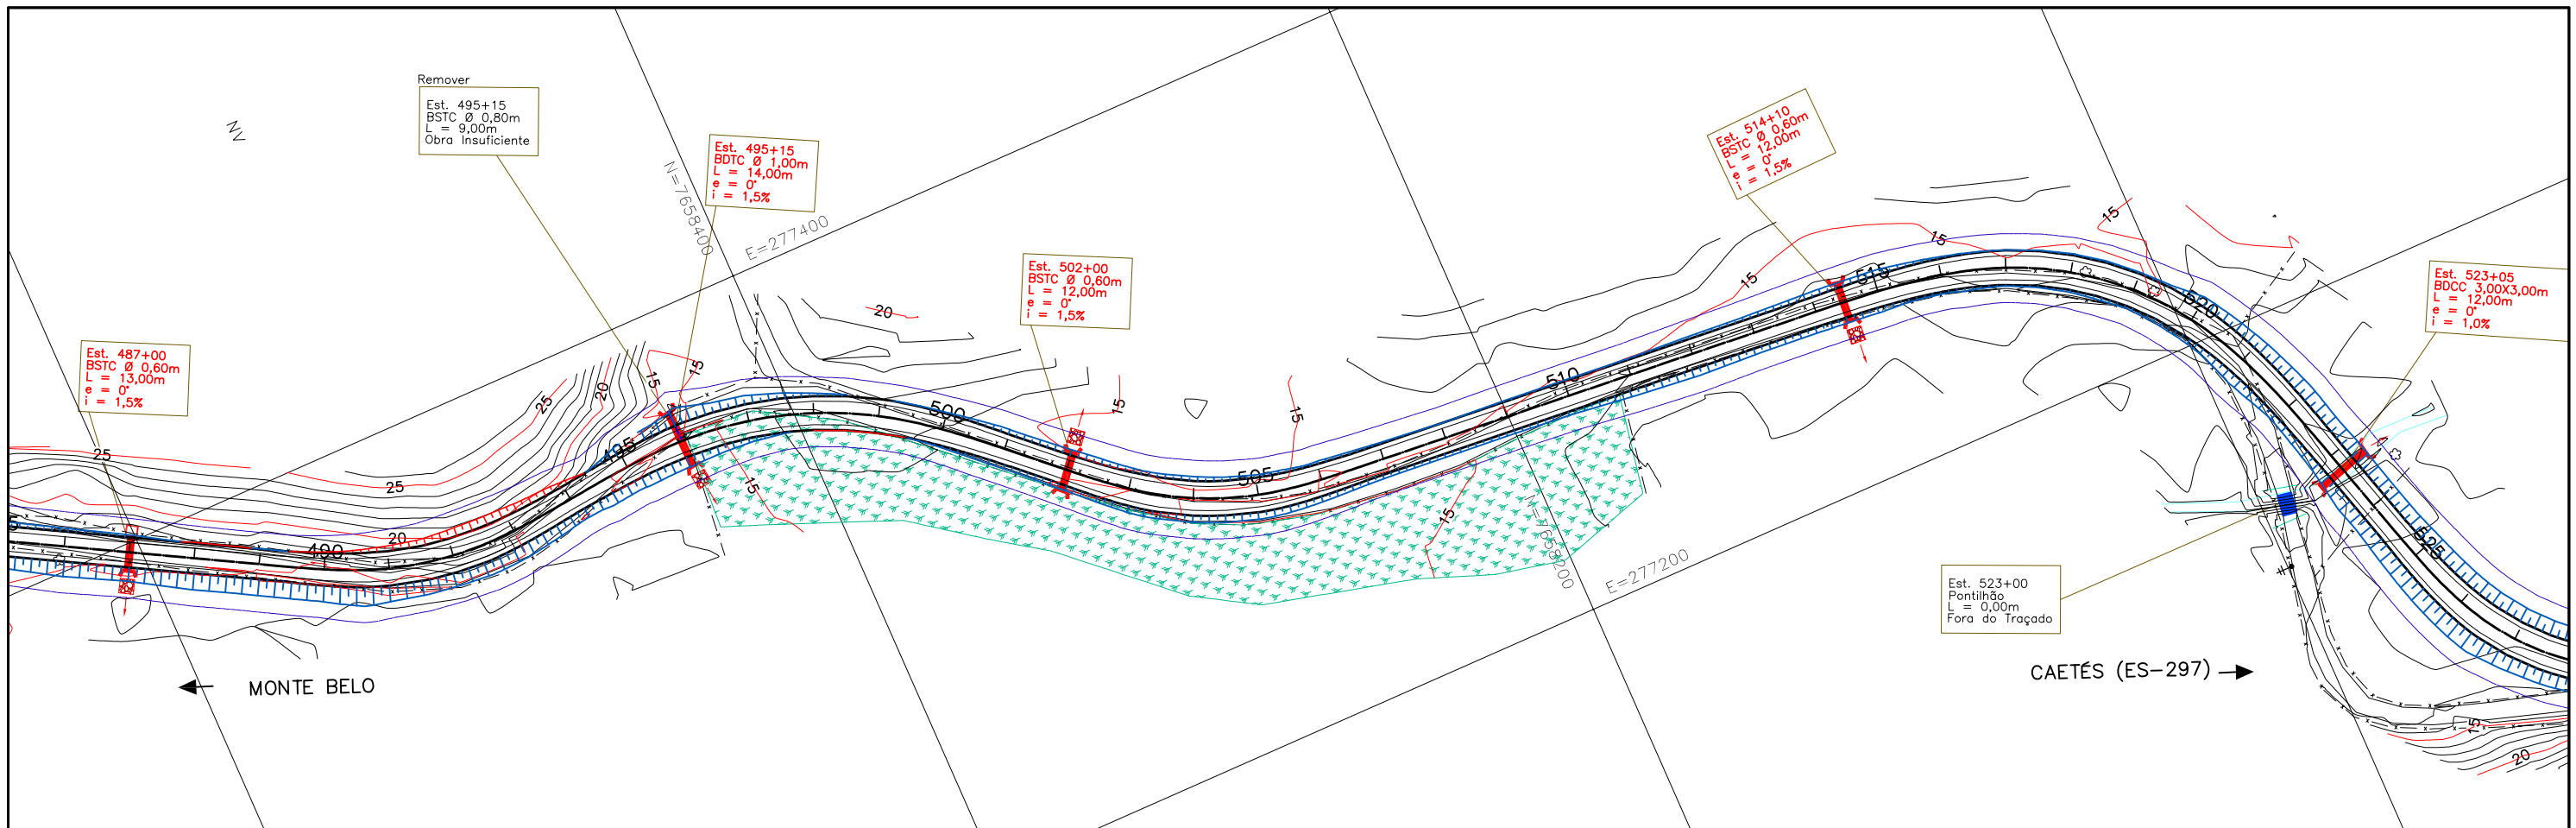 NV
Remover
Est. 495+15
BSTC Ø 0,80m
L = 9,00m
Obra Insuficiente
Est. 495+15
BDTC Ø 1,00m
L = 14,00m
e = 0°
i = 1,5%
N=7658400
E=277400
Est. 514+10
BSTC Ø 0,60m
L = 12,00m
e = 0°
i = 1,5%
Est. 502+00
BSTC Ø 0,60m
L = 12,00m
e = 0°
i = 1,5%
Est. 523+05
BDCC 3,00X3,00m
L = 12,00m
e = 0°
i = 1,0%
Est. 487+00
BSTC Ø 0,60m
L = 13,00m
e = 0°
i = 1,5%
15
15
15
515
520
20
15
15
25
20
500
510
15
15
25
495
505
25
15
15
20
490
525
N=7658200
E=277200
Est. 523+00
Pontilhão
L = 0,00m
Fora do Traçado
MONTE BELO
CAETÉS (ES-297)
15
20